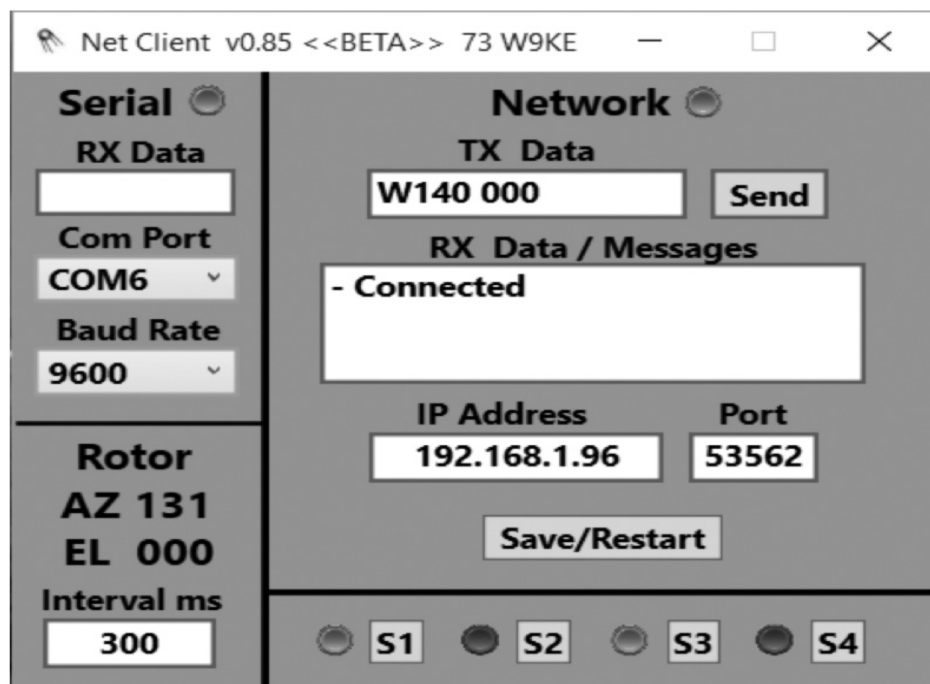 Net Client v0.85 <<BETA>> 73 W9KE
Serial
RX Data
Com Port
COM6
Baud Rate
9600
Rotor
AZ 131
EL 000
Interval ms
300
Network
TX Data
W140 000
Send
RX Data / Messages
- Connected
IP Address Port
192.168.1.96 53562
Save/Restart
S1 S2 S3 S4